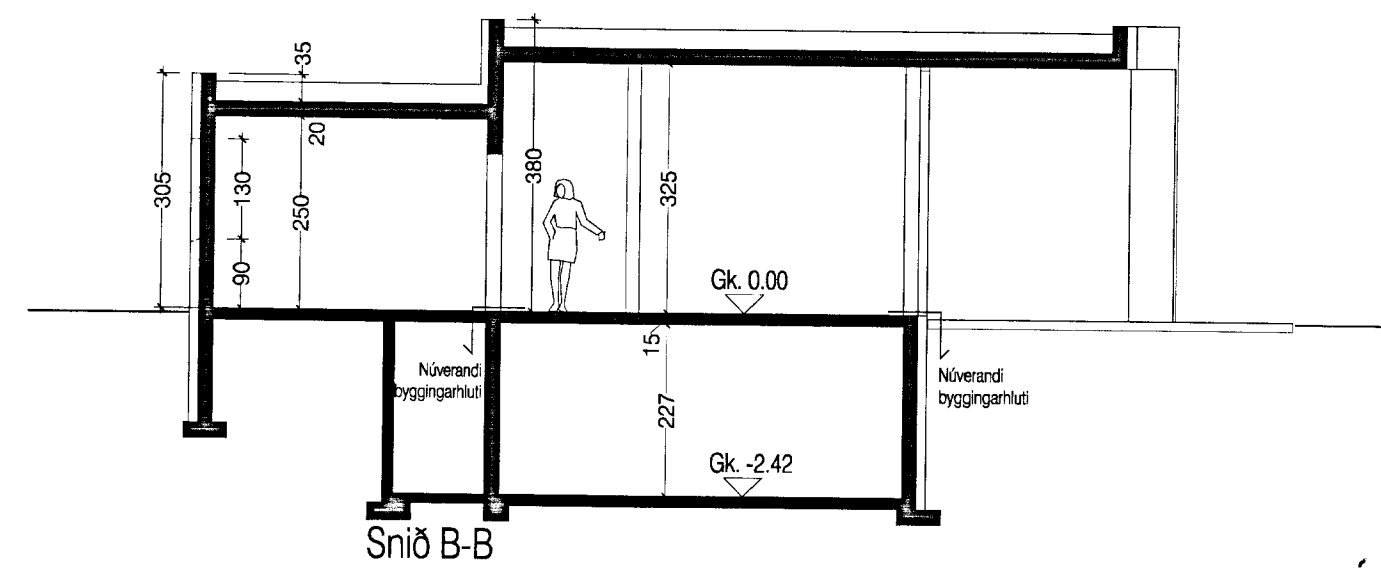 35
20
305
130
250
90
380
325
Gk. 0.00
15
Núverandi
byggingarhluti
Núverandi
byggingarhluti
227
Gk. -2.42
Snið B-B